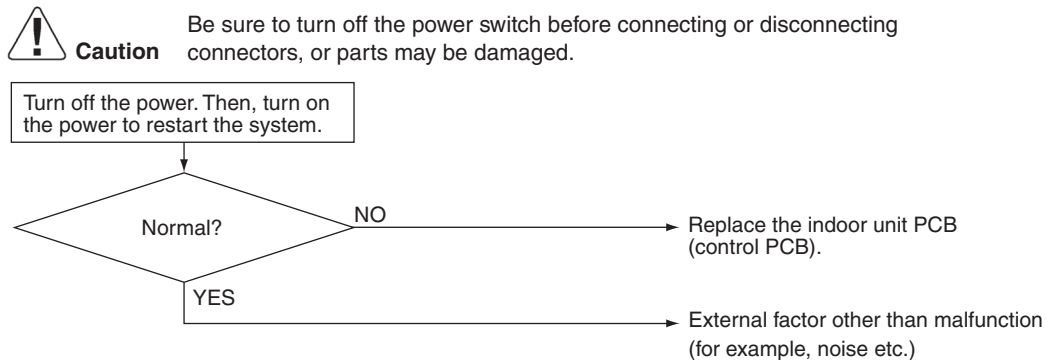 Be sure to turn off the power switch before connecting or disconnecting
Caution connectors, or parts may be damaged.
Turn off the power. Then, turn on
the power to restart the system.
Normal?
NO
Replace the indoor unit PCB
(control PCB).
YES
External factor other than malfunction
(for example, noise etc.)